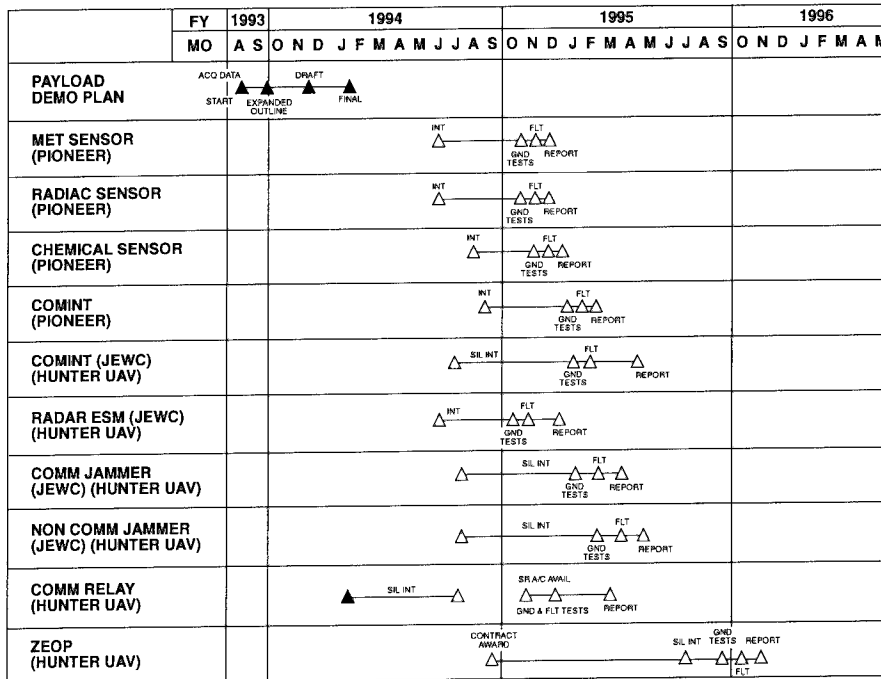 FY 1993 1994 1995 1996
MO A S O N D J F M A M J J A S O N D J F M A M J J A S O N D J F M A M
PAYLOAD
DEMO PLAN
ACQ DATA DRAFT
START EXPANDED
OUTLINE
FINAL
MET SENSOR
(PIONEER)
INT FLT
GND
TESTS
REPORT
RADIAC SENSOR
(PIONEER)
INT FLT
GND
TESTS
REPORT
CHEMICAL SENSOR
(PIONEER)
INT FLT
GND
TESTS
REPORT
COMINT
(PIONEER)
INT FLT
GND
TESTS
REPORT
COMINT (JEWC)
(HUNTER UAV)
SIL INT FLT
GND
TESTS
REPORT
RADAR ESM (JEWC)
(HUNTER UAV)
INT FLT
GND
TESTS
REPORT
COMM JAMMER
(JEWC) (HUNTER UAV)
SIL INT FLT
GND
TESTS
REPORT
NON COMM JAMMER
(JEWC) (HUNTER UAV)
SIL INT FLT
GND
TESTS
REPORT
COMM RELAY
(HUNTER UAV)
SIL INT
SR A/C AVAIL
GND & FLT TESTS REPORT
ZEOP
(HUNTER UAV)
CONTRACT
AWARD
SIL INT
GND
TESTS
REPORT
FLT